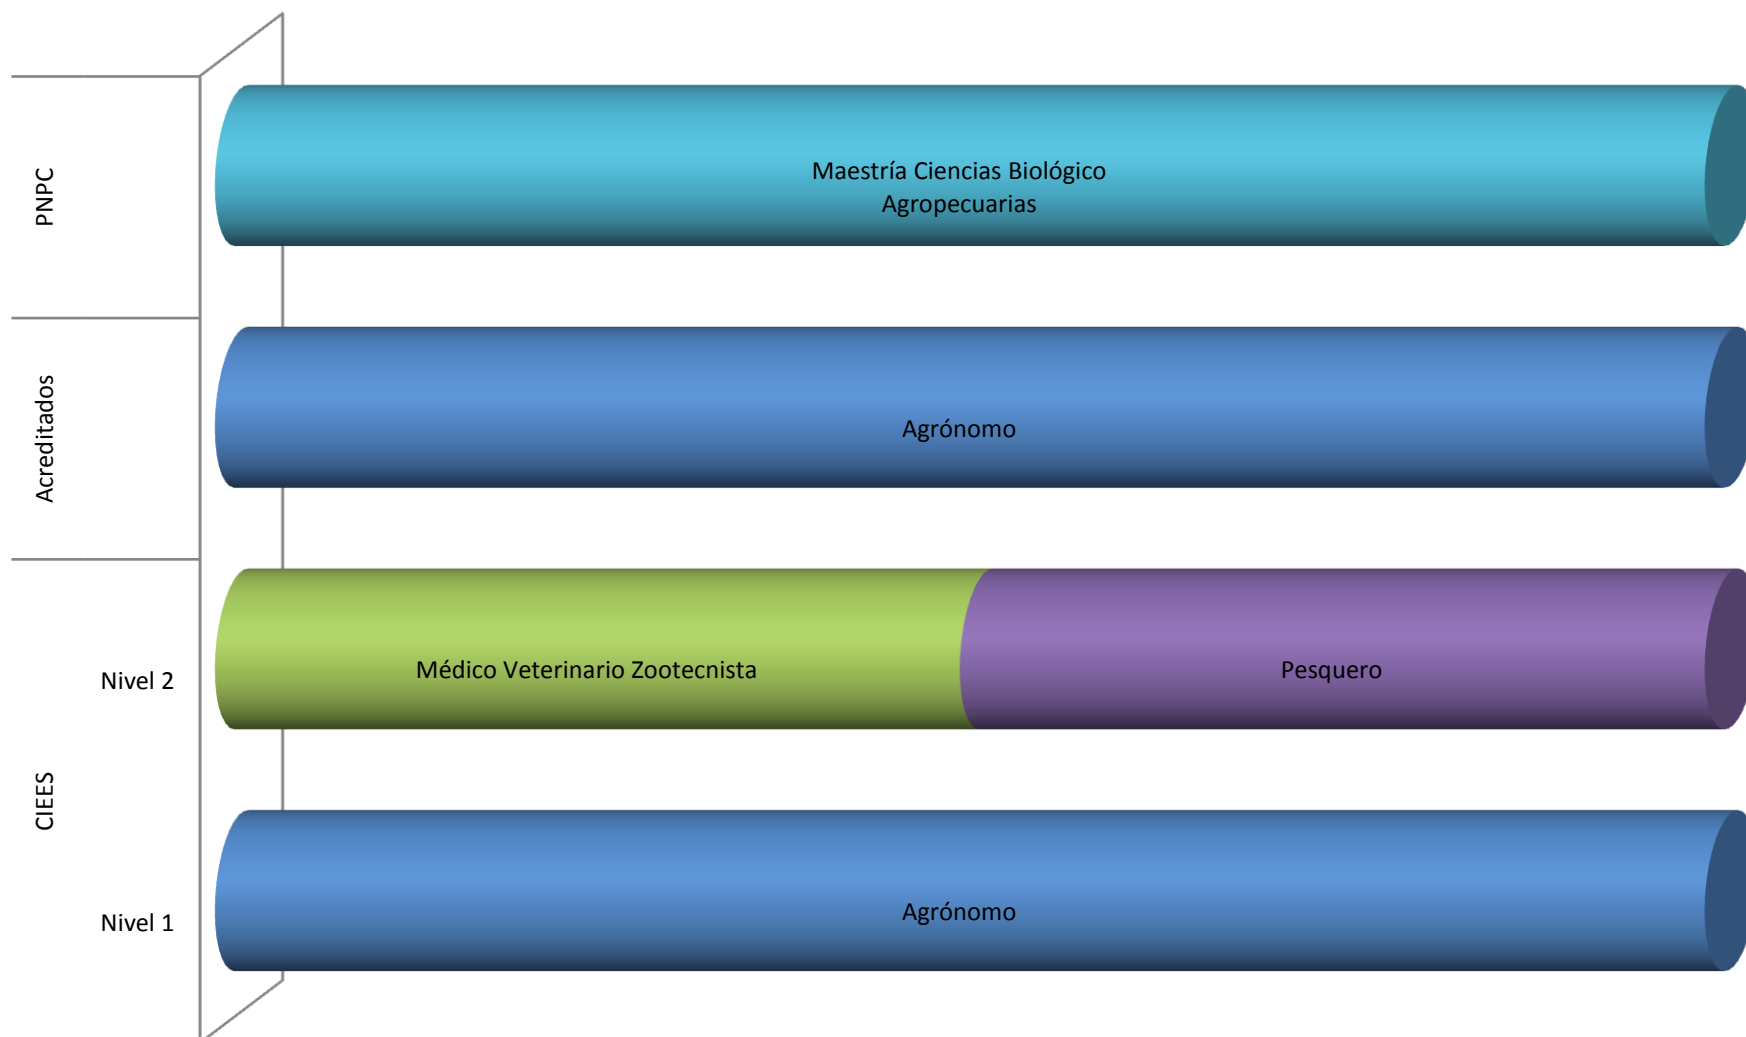 PNPC
Maestría Ciencias Biológico
Agropecuarias
Acreditados
Agrónomo
CIEES
Nivel 2
Médico Veterinario Zootecnista
Pesquero
Nivel 1
Agrónomo